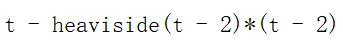 t - heaviside(t - 2)*(t - 2)